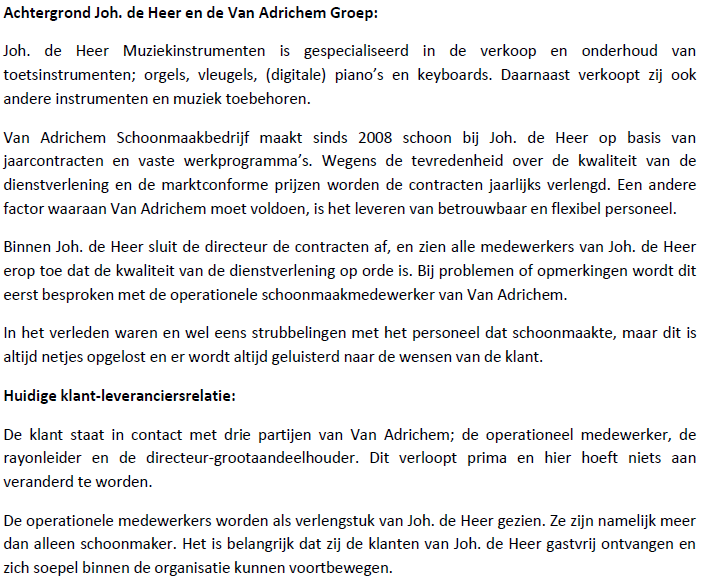 Achtergrond Joh. de Heer en de Van Adrichem Groep:
Joh. de Heer Muziekinstrumenten is gespecialiseerd in de verkoop en onderhoud van
toetsinstrumenten; orgels, vleugels, (digitale) piano's en keyboards. Daarnaast verkoopt zij ook
andere instrumenten en muziek toebehoren.
Van Adrichem Schoonmaakbedrijf maakt sinds 2008 schoon bij Joh. de Heer op basis van
jaarcontracten en vaste werkprogramma's. Wegens de tevredenheid over de kwaliteit van de
dienstverlening en de marktconforme prijzen worden de contracten jaarlijks verlengd. Een andere
factor waaraan Van Adrichem moet voldoen, is het leveren van betrouwbaar en flexibel personeel.
Binnen Joh. de Heer sluit de directeur de contracten af, en zien alle medewerkers van Joh. de Heer
erop toe dat de kwaliteit van de dienstverlening op orde is. Bij problemen of opmerkingen wordt dit
eerst besproken met de operationele schoonmaakmedewerker van Van Adrichem.
In het verleden waren en wel eens strubbelingen met het personeel dat schoonmaakte, maar dit is
altijd netjes opgelost en er wordt altijd geluisterd naar de wensen van de klant.
Huidige klant-leveranciersrelatie:
De klant staat in contact met drie partijen van Van Adrichem; de operationeel medewerker, de
rayonleider en de directeur-grootaandeelhouder. Dit verloopt prima en hier hoeft niets aan
veranderd te worden.
De operationele medewerkers worden als verlengstuk van Joh. de Heer gezien. Ze zijn namelijk meer
dan alleen schoonmaker. Het is belangrijk dat zij de klanten van Joh. de Heer gastvrij ontvangen en
zich soepel binnen de organisatie kunnen voortbewegen.